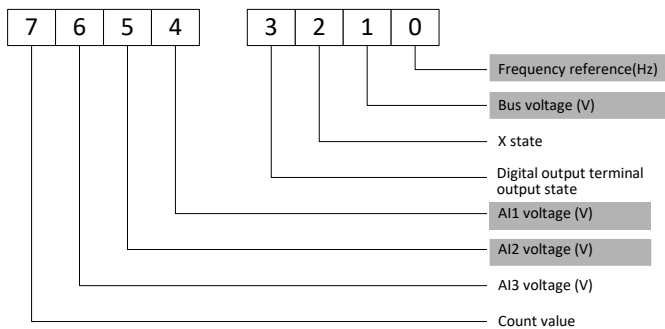 7 6 5 4 3 2 1 0
Frequency reference(Hz)
Bus voltage (V)
X state
Digital output terminal
output state
AI1 voltage (V)
AI2 voltage (V)
AI3 voltage (V)
Count value